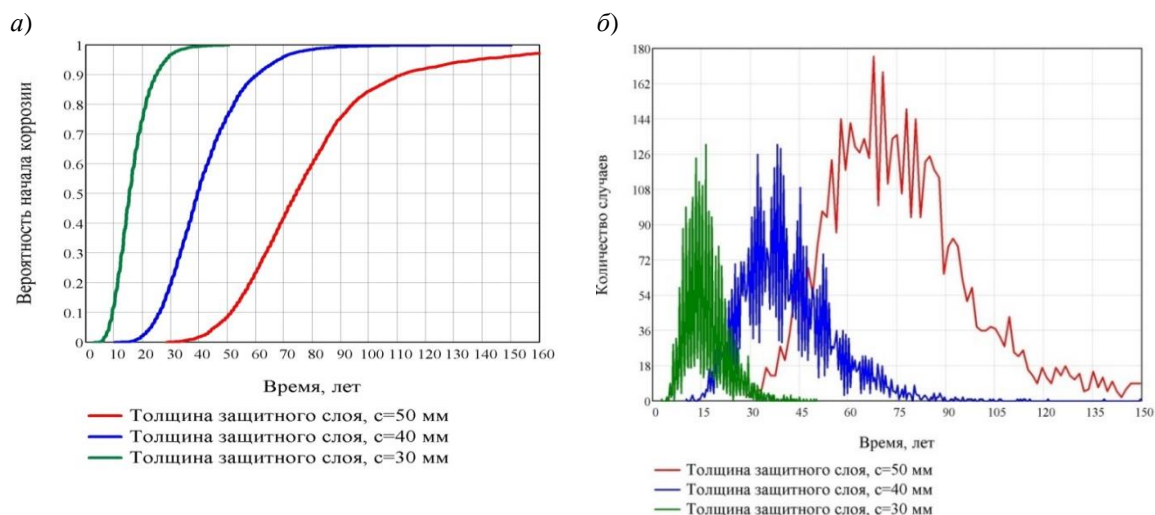 а)
Вероятность начала коррозии
1
0.9
0.8
0.7
0.6
0.5
0.4
0.3
0.2
0.1
0
0 10 20 30 40 50 60 70 80 90 100 110 120 130 140 150 160
Время, лет
Толщина защитного слоя, с=50 мм
Толщина защитного слоя, с=40 мм
Толщина защитного слоя, с=30 мм
б)
Количество случаев
180
162
144
126
108
90
72
54
36
18
0
0 15 30 45 60 75 90 105 120 135 150
Время, лет
Толщина защитного слоя, с=50 мм
Толщина защитного слоя, с=40 мм
Толщина защитного слоя, с=30 мм